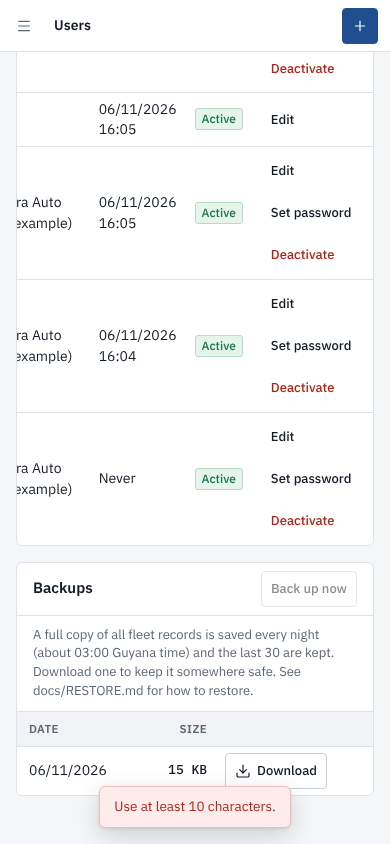 Users
Deactivate
06/11/2026
16:05
Active
Edit
Edit
ra Auto
example)
06/11/2026
16:05
Active
Set password
Deactivate
Edit
ra Auto
example)
06/11/2026
16:04
Active
Set password
Deactivate
Edit
ra Auto
example)
Never
Active
Set password
Deactivate
Backups
Back up now
A full copy of all fleet records is saved every night
(about 03:00 Guyana time) and the last 30 are kept.
Download one to keep it somewhere safe. See
docs/RESTORE.md for how to restore.
DATE SIZE
06/11/2026 15 KB Download
Use at least 10 characters.